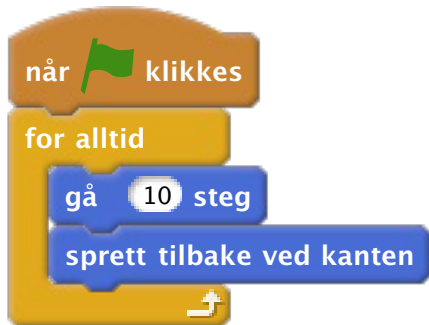 når klikkes
for alltid
gå 10 steg
sprett tilbake ved kanten